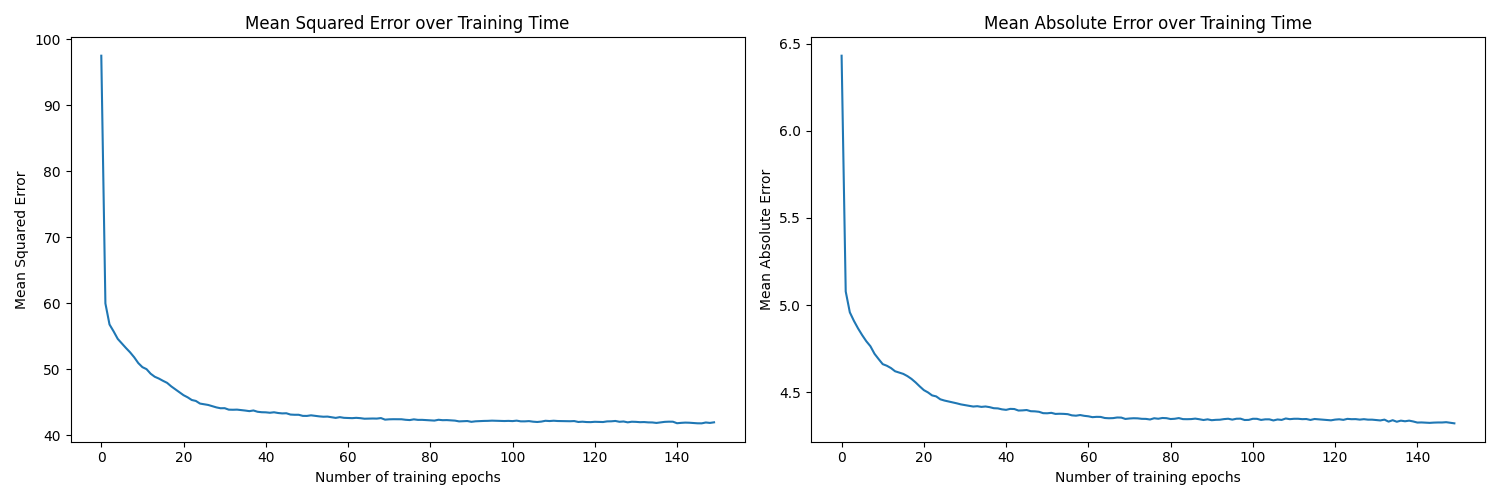 Mean Squared Error over Training Time
100
90
80
70
60
50
40
Mean Squared Error
0 20 40 60 80 100 120 140
Number of training epochs
Mean Absolute Error over Training Time
6.5
6.0
5.5
5.0
4.5
Mean Absolute Error
0 20 40 60 80 100 120 140
Number of training epochs